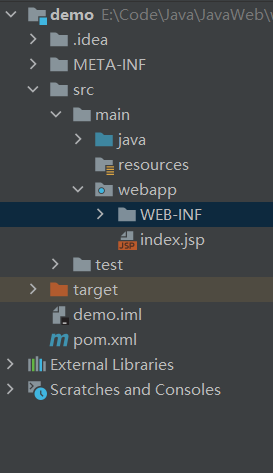 demo E:\Code\Java\JavaWeb\
.idea
META-INF
src
main
java
resources
webapp
WEB-INF
JSP index.jsp
test
target
demo.iml
m pom.xml
External Libraries
Scratches and Consoles